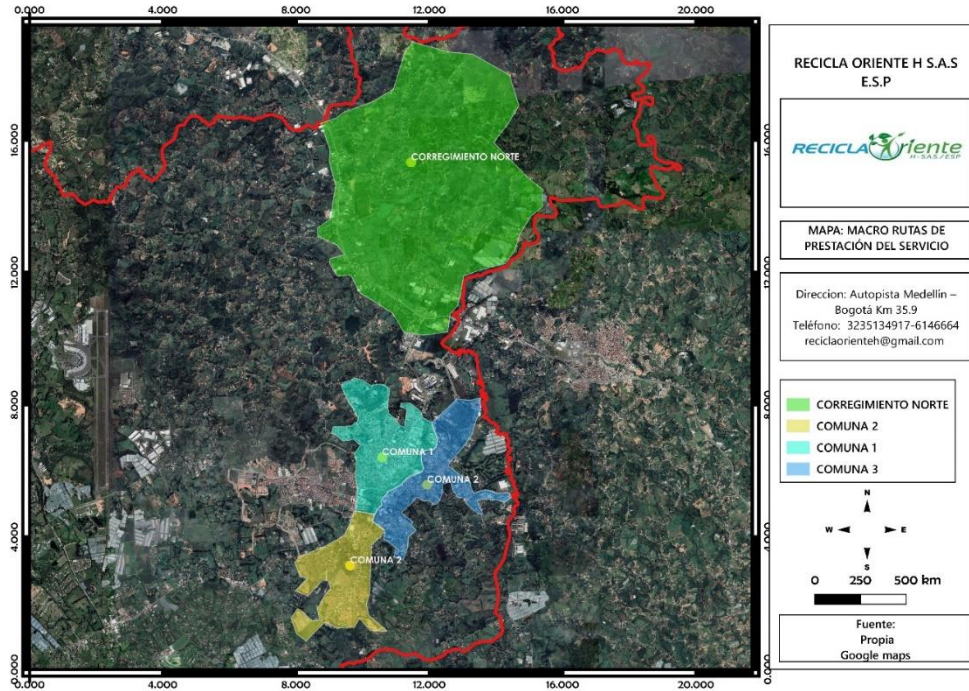 0.000
4.000
8.000
12.000
16.000
20.000
16.000
12.000
8.000
4.000
0.000
CORREGIMIENTO NORTE
COMUNA 1
COMUNA 2
COMUNA 2
16.000
12.000
8.000
4.000
0.000
0.000
4.000
8.000
12.000
16.000
20.000
RECICLA ORIENTE H S.A.S
E.S.P
RECICLA Oriente
H-S.A.S./ESP
MAPA: MACRO RUTAS DE
PRESTACIÓN DEL SERVICIO
Direccion: Autopista Medellín –
Bogotá Km 35.9
Teléfono: 3235134917-6146664
reciclaorienteh@gmail.com
CORREGIMIENTO NORTE
COMUNA 2
COMUNA 1
COMUNA 3
N
W
E
S
0 250 500 km
Fuente:
Propia
Google maps